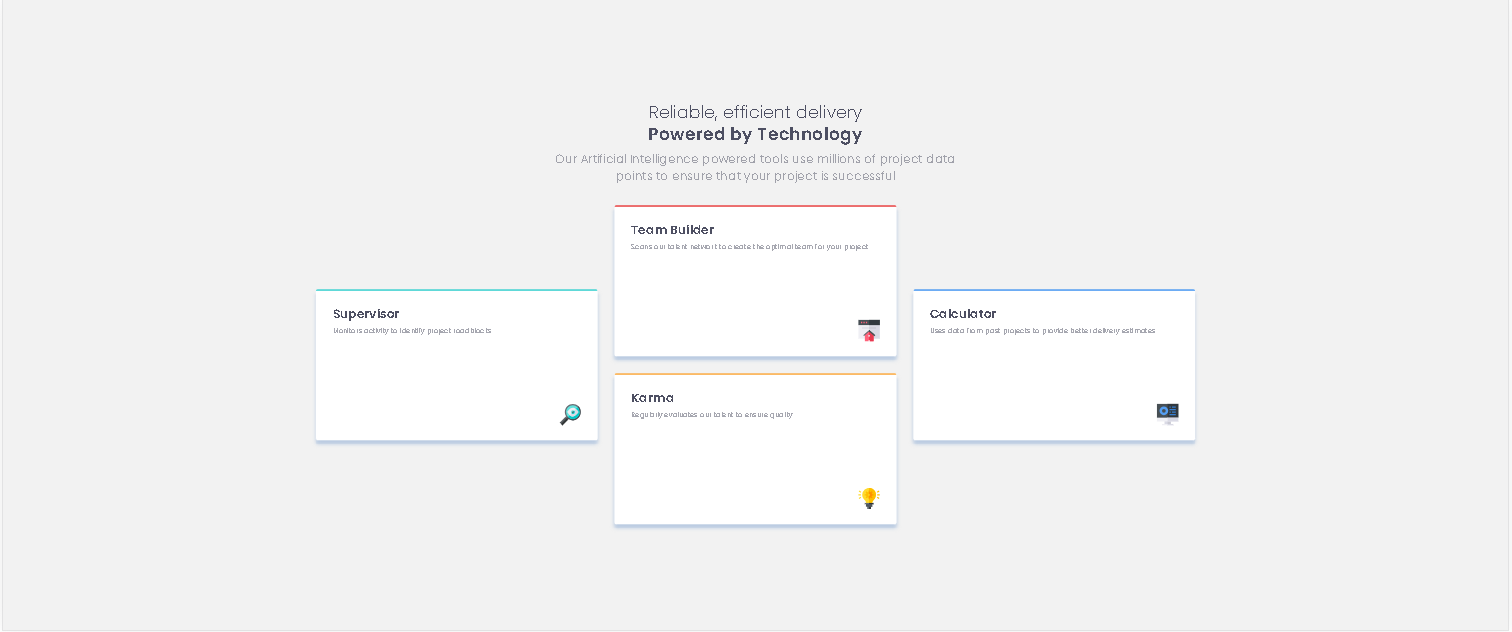 Reliable, efficient delivery
Powered by Technology
Our Artificial Intelligence powered tools use millions of project data
points to ensure that your project is successful
Team Builder
Scans our talent network to create the optimal team for your project
Supervisor
Monitors activity to identify project roadblocks
Calculator
Uses data from past projects to provide better delivery estimates
Karma
Regularly evaluates our talent to ensure quality